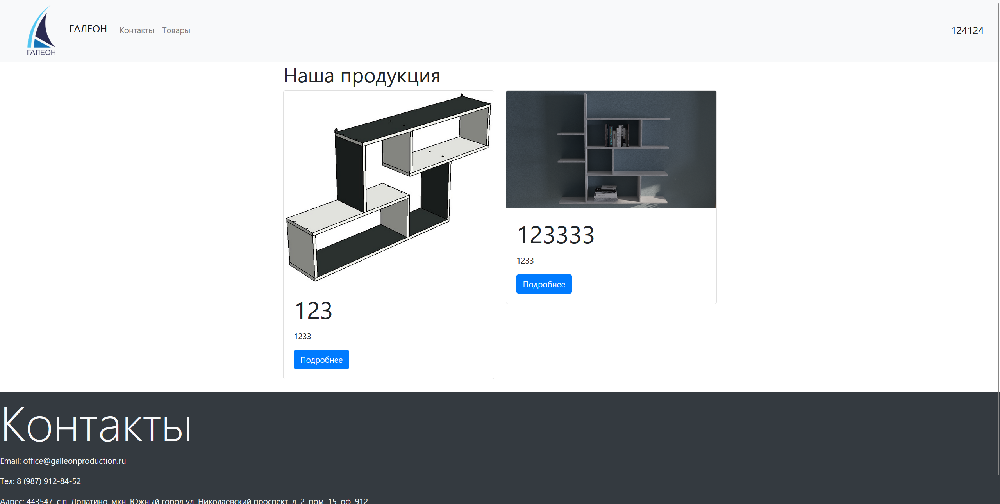 ГАЛЕОН
ГАЛЕОН Контакты Товары 124124
Наша продукция
123
1233
Подробнее
123333
1233
Подробнее
Контакты
Email: office@galleonproduction.ru
Тел: 8 (987) 912-84-52
Адрес: 443547, с.п. Лопатино, мкн. Южный город ул. Николаевский проспект, д. 2, пом. 15, оф. 912